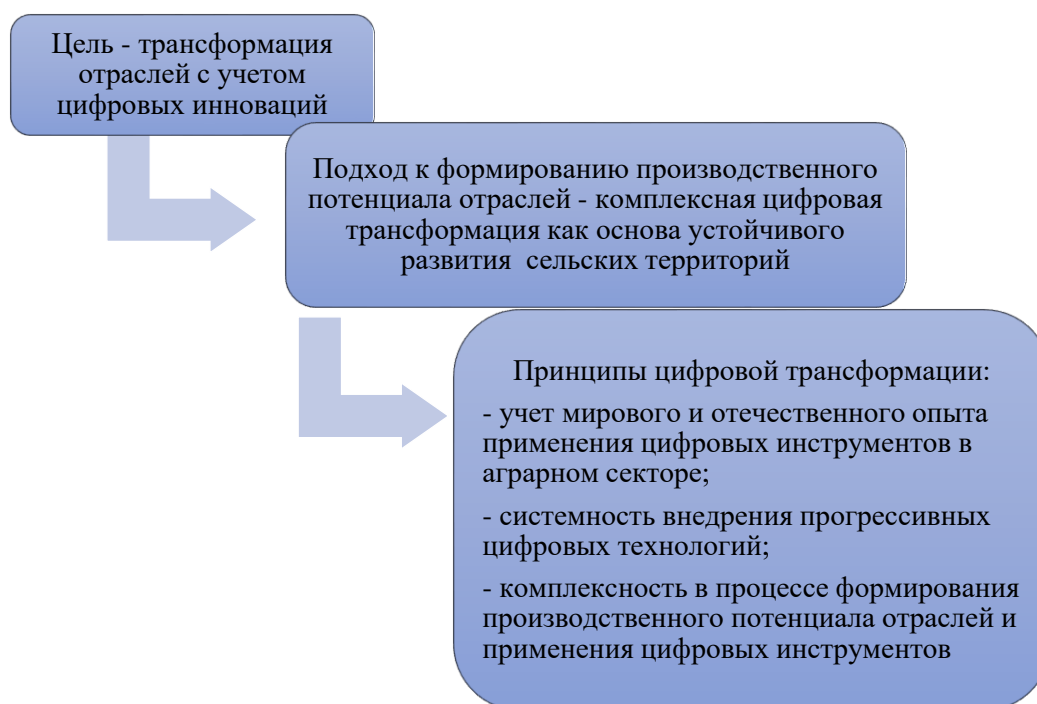 Цель - трансформация
отраслей с учетом
цифровых инноваций
Подход к формированию производственного
потенциала отраслей - комплексная цифровая
трансформация как основа устойчивого
развития сельских территорий
Принципы цифровой трансформации:
- учет мирового и отечественного опыта
применения цифровых инструментов в
аграрном секторе;
- системность внедрения прогрессивных
цифровых технологий;
- комплексность в процессе формирования
производственного потенциала отраслей и
применения цифровых инструментов